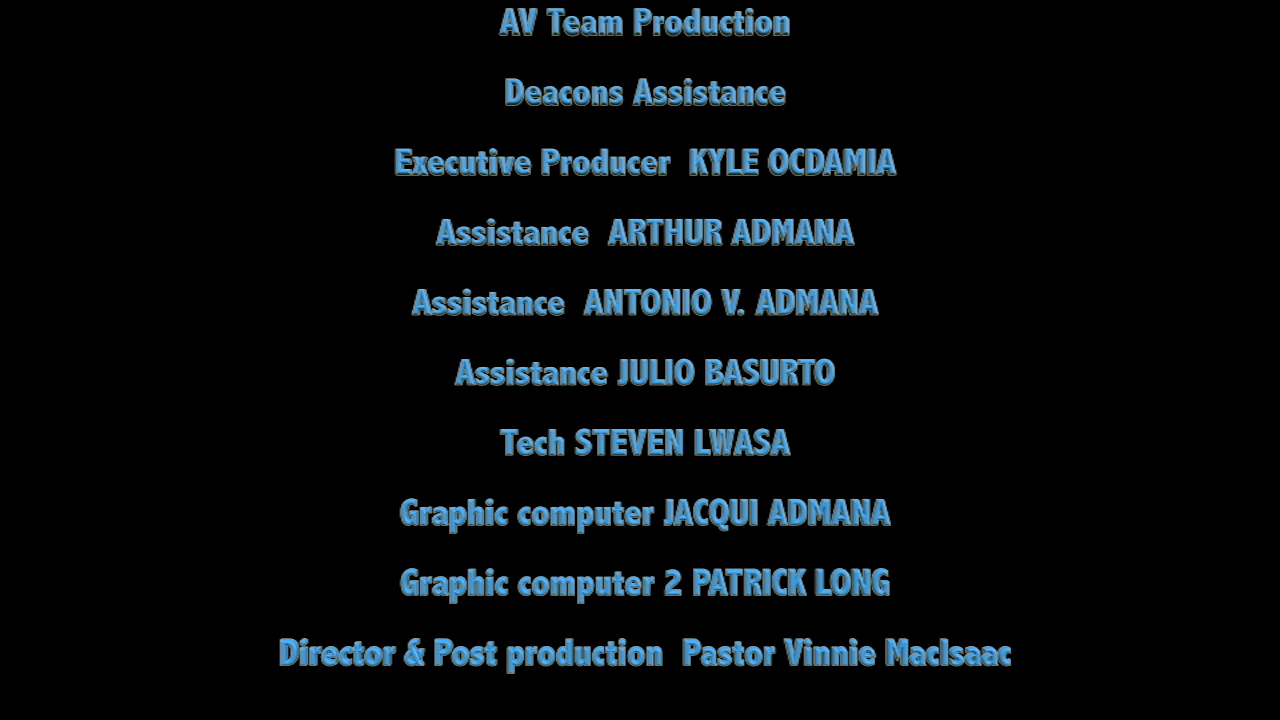 AV Team Production
Deacons Assistance
Executive Producer  KYLE OCDAMIA
Assistance  ARTHUR ADMANA
Assistance  ANTONIO V. ADMANA
Assistance JULIO BASURTO
Tech STEVEN LWASA
Graphic computer JACQUI ADMANA
Graphic computer 2 PATRICK LONG
Director & Post production  Pastor Vinnie MacIsaac